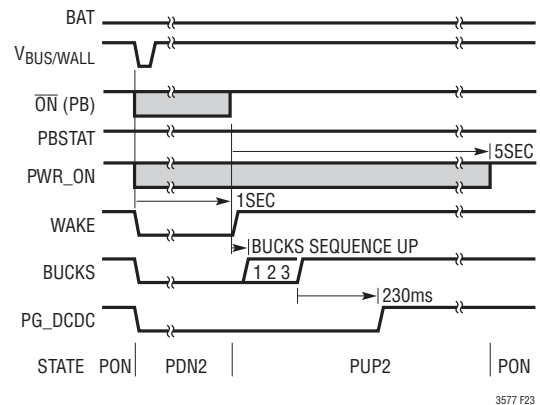 BAT
VBUS/WALL
ON (PB)
PBSTAT
5SEC
PWR_ON
1SEC
WAKE
BUCKS SEQUENCE UP
BUCKS
1 2 3
230ms
PG_DCDC
STATE PON PDN2 PUP2 PON
3577 F23